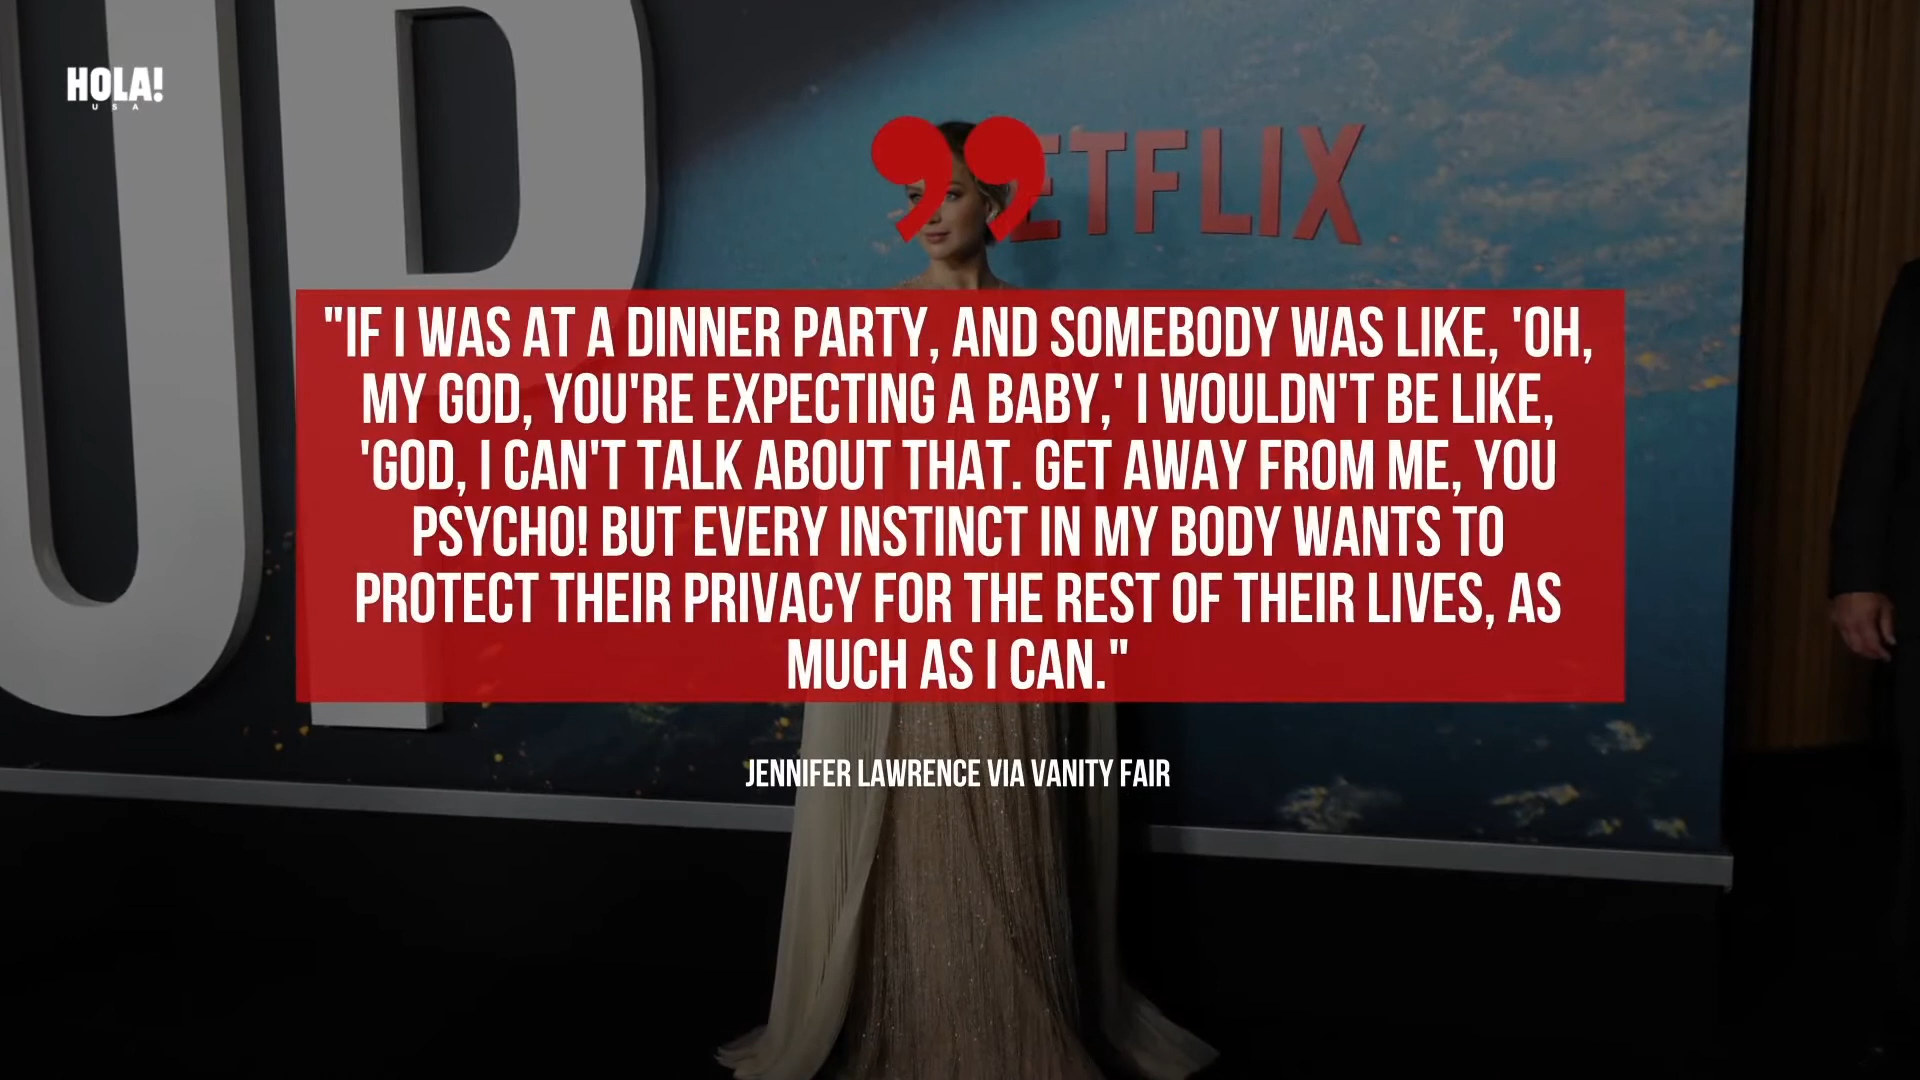 HOLA!
USA
UP
ETFLIX
"IF I WAS AT A DINNER PARTY, AND SOMEBODY WAS LIKE, 'OH,
MY GOD, YOU'RE EXPECTING A BABY,' I WOULDN'T BE LIKE,
'GOD, I CAN'T TALK ABOUT THAT. GET AWAY FROM ME, YOU
PSYCHO! BUT EVERY INSTINCT IN MY BODY WANTS TO
PROTECT THEIR PRIVACY FOR THE REST OF THEIR LIVES, AS
MUCH AS I CAN."
JENNIFER LAWRENCE VIA VANITY FAIR